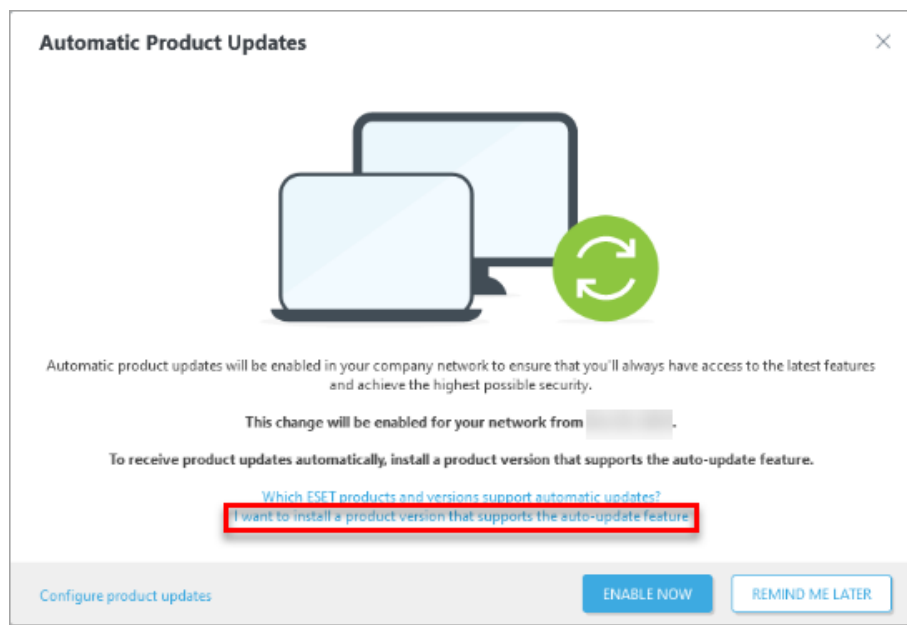 Automatic Product Updates
Automatic product updates will be enabled in your company network to ensure that you'll always have access to the latest features
and achieve the highest possible security.
This change will be enabled for your network from .
To receive product updates automatically, install a product version that supports the auto-update feature.
Which ESET products and versions support automatic updates?
I want to install a product version that supports the auto-update feature
Configure product updates
ENABLE NOW
REMIND ME LATER